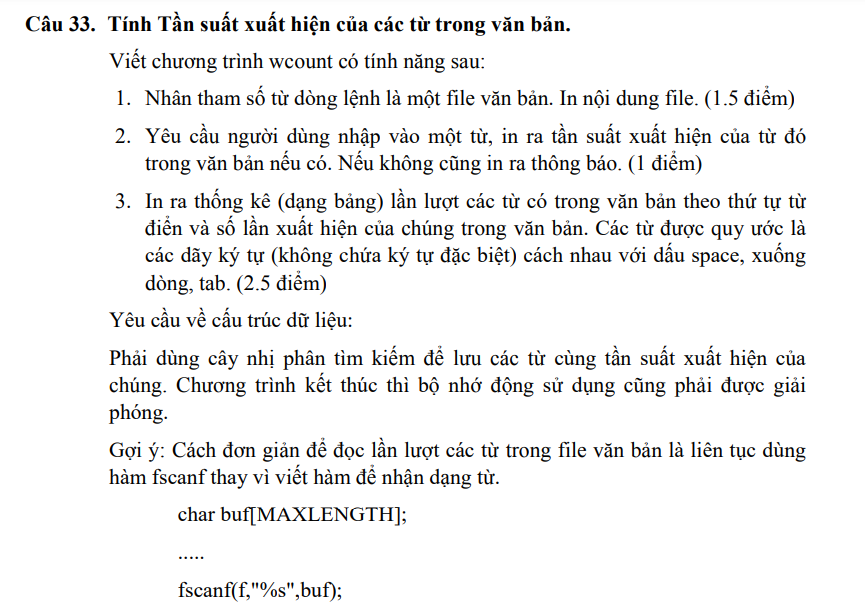 Câu 33. Tính Tần suất xuất hiện của các từ trong văn bản.
Viết chương trình wcount có tính năng sau:
1. Nhân tham số từ dòng lệnh là một file văn bản. In nội dung file. (1.5 điểm)
2. Yêu cầu người dùng nhập vào một từ, in ra tần suất xuất hiện của từ đó
trong văn bản nếu có. Nếu không cũng in ra thông báo. (1 điểm)
3. In ra thống kê (dạng bảng) lần lượt các từ có trong văn bản theo thứ tự từ
điển và số lần xuất hiện của chúng trong văn bản. Các từ được quy ước là
các dãy ký tự (không chứa ký tự đặc biệt) cách nhau với dấu space, xuống
dòng, tab. (2.5 điểm)
Yêu cầu về cấu trúc dữ liệu:
Phải dùng cây nhị phân tìm kiếm để lưu các từ cùng tần suất xuất hiện của
chúng. Chương trình kết thúc thì bộ nhớ động sử dụng cũng phải được giải
phóng.
Gợi ý: Cách đơn giản để đọc lần lượt các từ trong file văn bản là liên tục dùng
hàm fscanf thay vì viết hàm để nhận dạng từ.
char buf[MAXLENGTH];
.....
fscanf(f,"%s",buf);